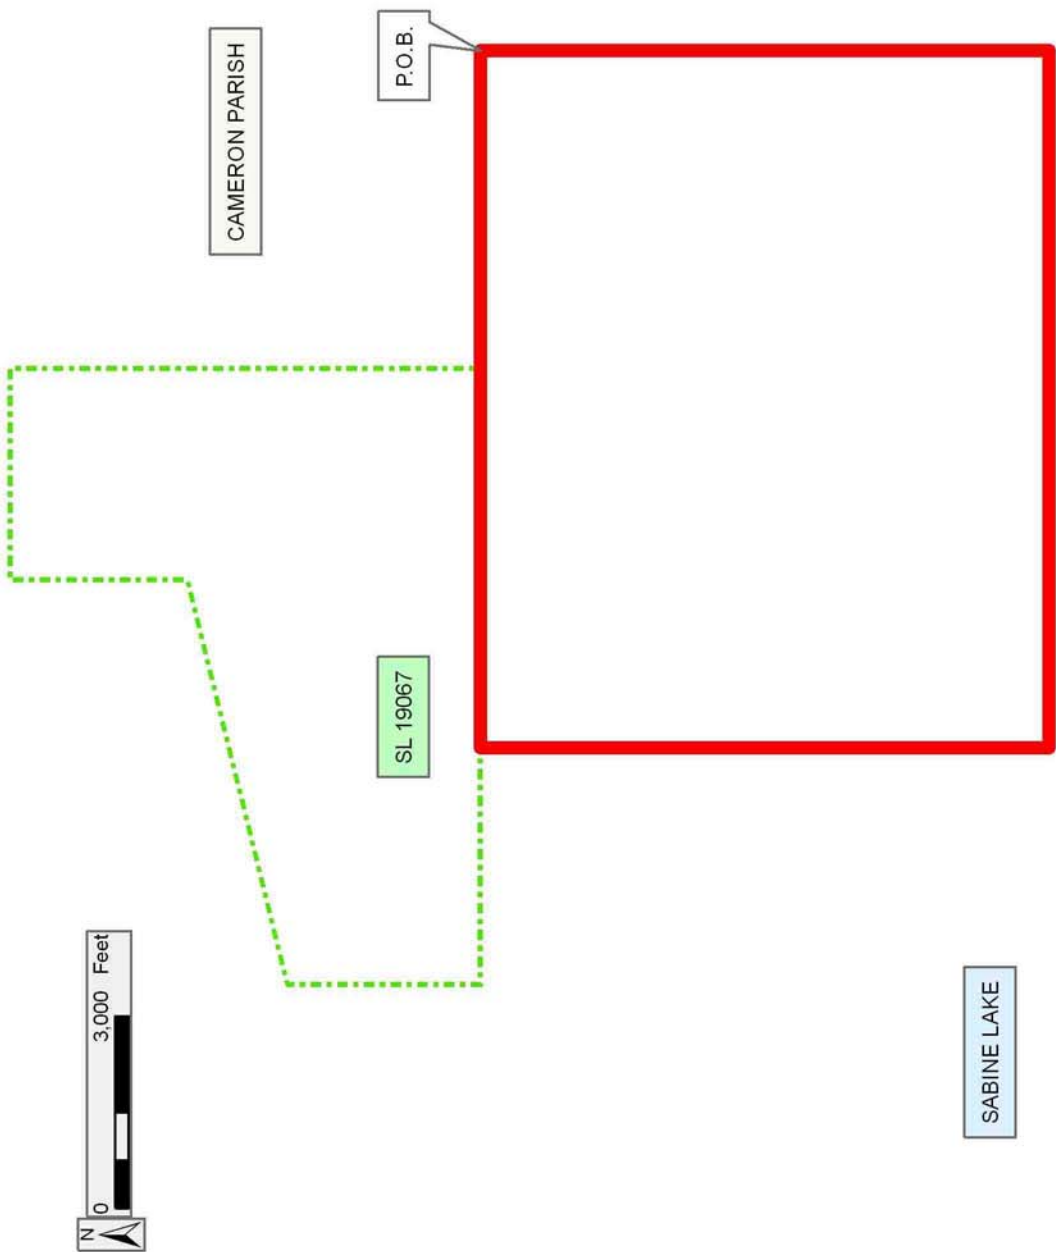 N
0 3,000 Feet
SL 19067
CAMERON PARISH
P.O.B.
SABINE LAKE